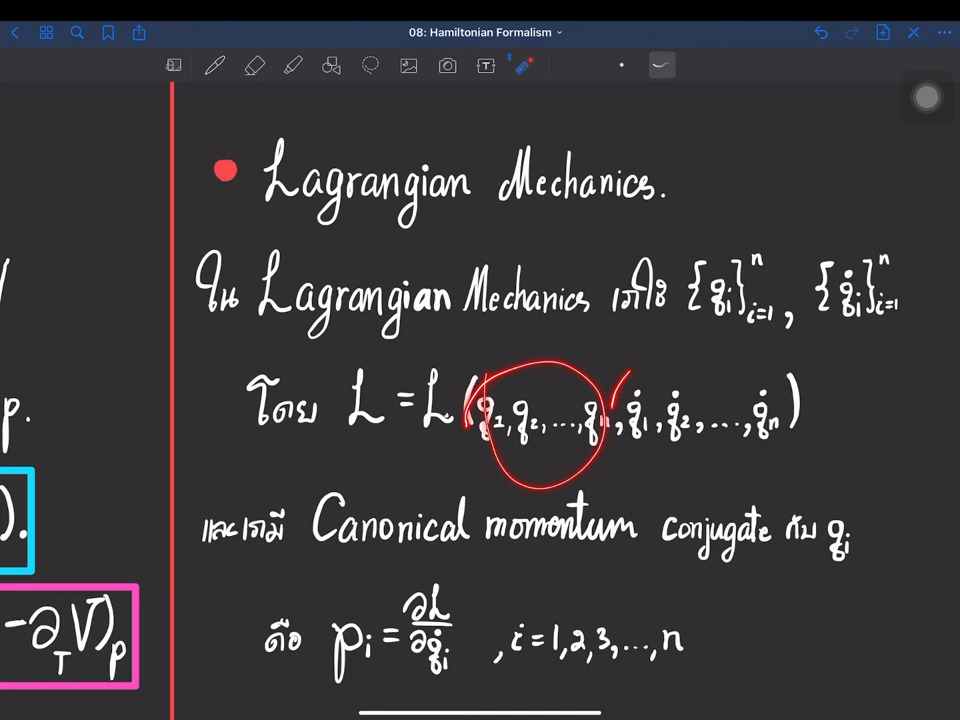 08: Hamiltonian Formalism
Lagrangian Mechanics.
ใน Lagrangian Mechanics เราใช้ {qᵢ}ⁿᵢ₌₁, {q̇ᵢ}ⁿᵢ₌₁
โดย L = L(q₁, q₂, ..., qₙ, q̇₁, q̇₂, ..., q̇ₙ)
และเรามี Canonical momentum conjugate กับ qᵢ
คือ pᵢ = ∂L/∂q̇ᵢ , i = 1, 2, 3, ..., n
p.
).
-∂_T V)_p